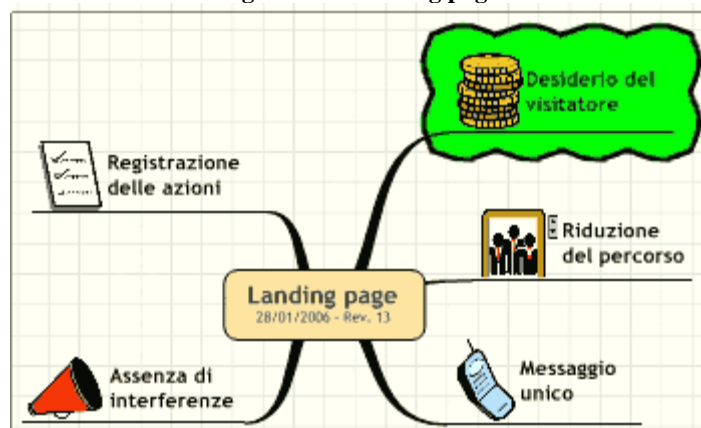 Desiderio del
visitatore
Registrazione
delle azioni
Riduzione
del percorso
Landing page
28/01/2006 - Rev. 13
Assenza di
interferenze
Messaggio
unico